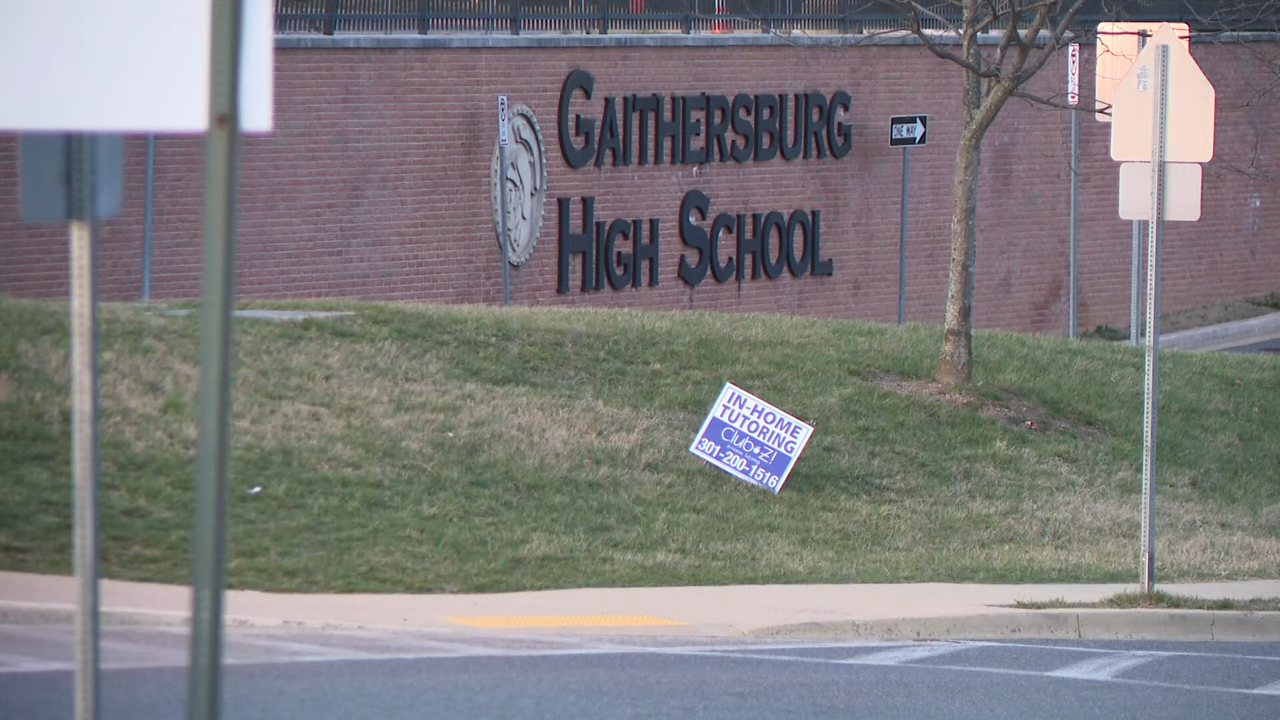 GAITHERSBURG
HIGH SCHOOL
ONE WAY
IN-HOME
TUTORING
Club Z!
301-200-1516